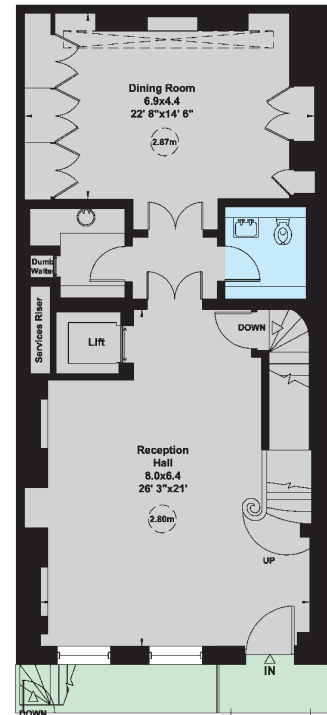 Dining Room
6.9x4.4
22' 8"x14' 6"
2.87m
Dumb
Waiter
Services Riser
Lift
DOWN
Reception
Hall
8.0x6.4
26' 3"x21'
2.80m
UP
IN
DOWN